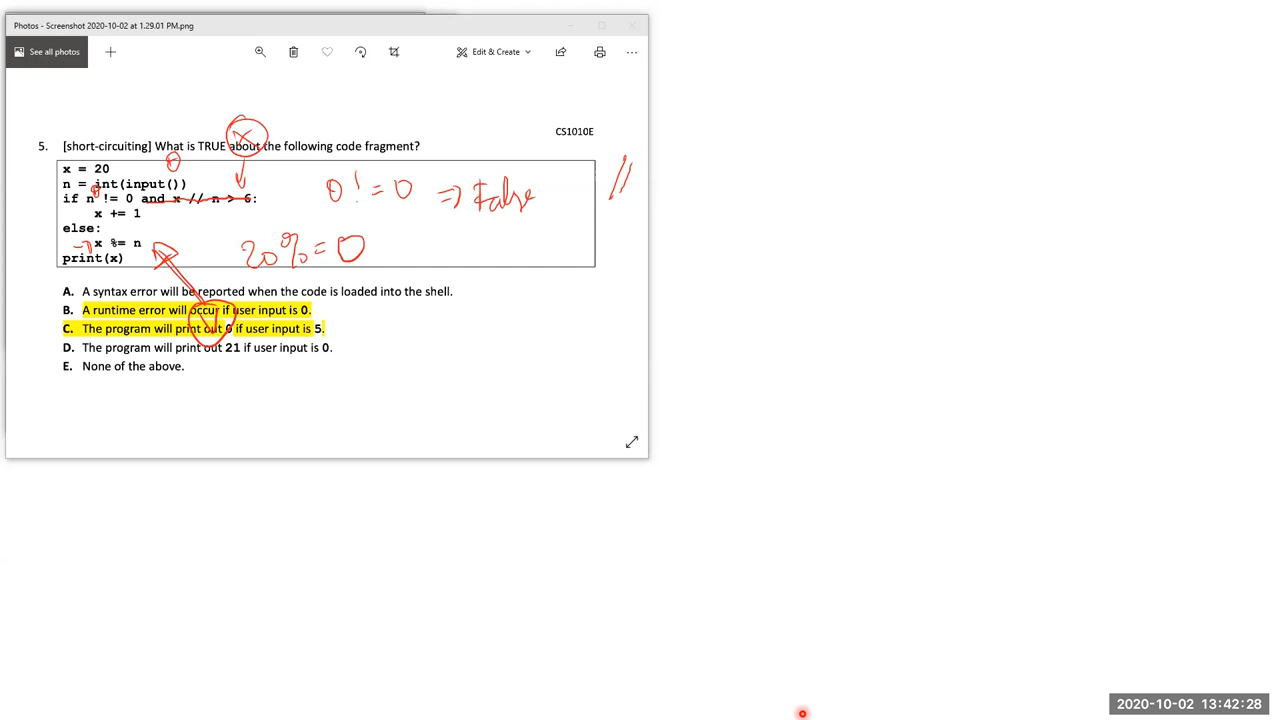 Photos - Screenshot 2020-10-02 at 1.29.01 PM.png
See all photos
Edit & Create
CS1010E
5. [short-circuiting] What is TRUE about the following code fragment?
x = 20
n = int(input())
if n != 0 and x // n > 6:
x += 1
else:
x %= n
print(x)
0 != 0 => False
20 % = 0
//
A. A syntax error will be reported when the code is loaded into the shell.
B. A runtime error will occur if user input is 0.
C. The program will print out 0 if user input is 5.
D. The program will print out 21 if user input is 0.
E. None of the above.
2020-10-02 13:42:28